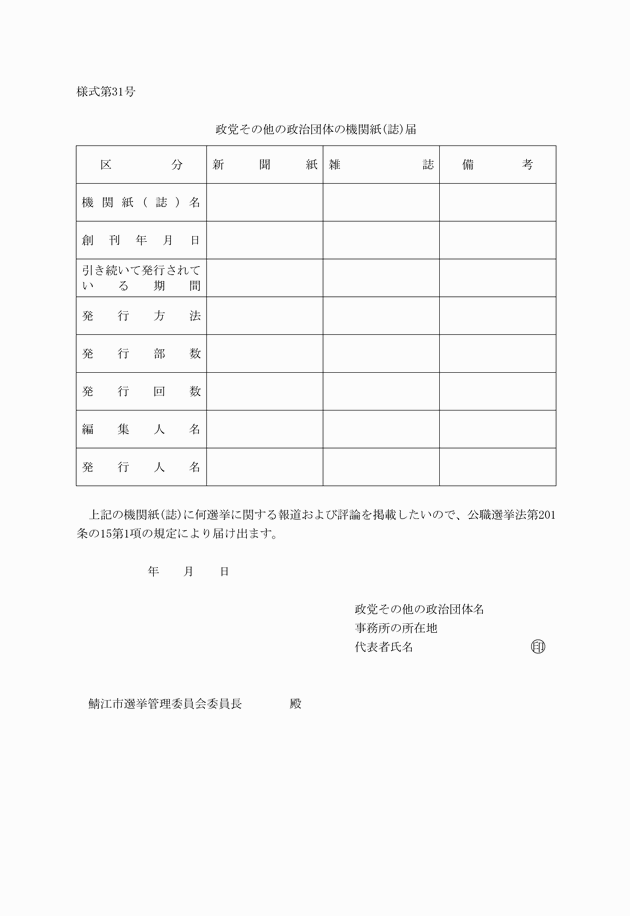 様式第31号
政党その他の政治団体の機関紙(誌)届
区分 新聞紙 雑誌 備考
機関紙(誌)名
創刊年月日
引き続いて発行されて
いる期間
発行方法
発行部数
発行回数
編集人名
発行人名
上記の機関紙(誌)に何選挙に関する報道および評論を掲載したいので、公職選挙法第201
条の15第1項の規定により届け出ます。
年 月 日
政党その他の政治団体名
事務所の所在地
代表者氏名 ㊞
鯖江市選挙管理委員会委員長 殿